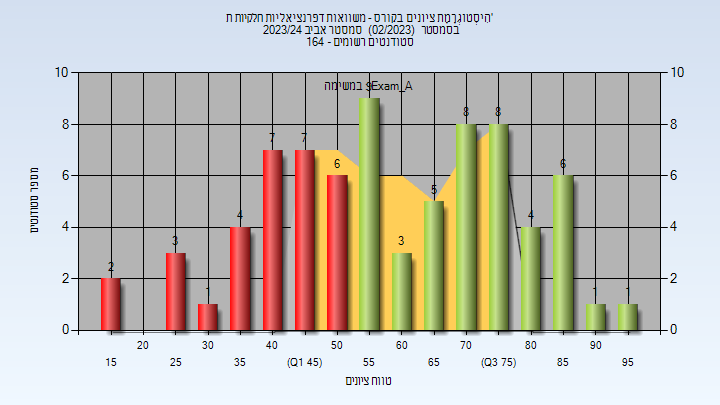 היסטוגרמת ציונים בקורס - משוואות דפרנציאליות חלקיות ת'
בסמסטר (02/2023) סמסטר אביב 2023/24
164 - סטודנטים רשומים
במשימה Exam_A
מספר סטודנטים
10 10
8 8
6 6
4 4
2 2
0 0
2 3 1 4 7 7 6 9 3 5 8 8 4 6 1 1
20 30 40 50 60 70 80 90
15 25 35 (Q1 45) 55 65 (Q3 75) 85 95
טווח ציונים